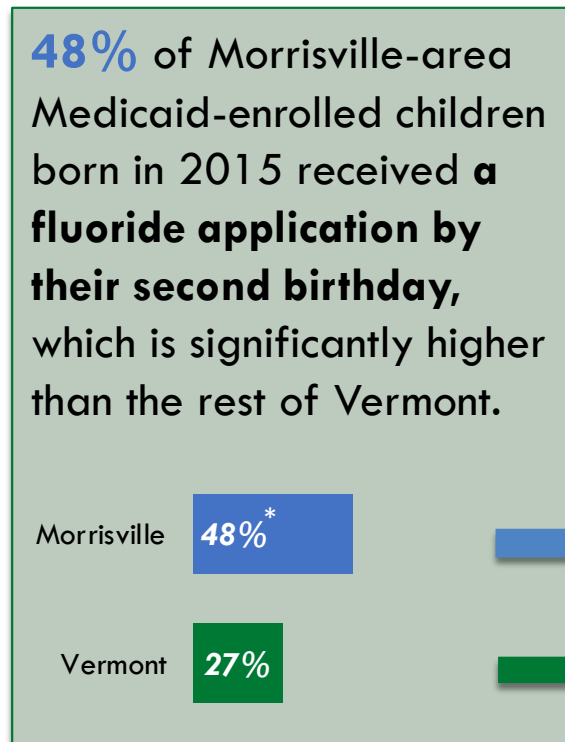 48% of Morrisville-area
Medicaid-enrolled children
born in 2015 received a
fluoride application by
their second birthday,
which is significantly higher
than the rest of Vermont.
Morrisville 48%*
Vermont 27%